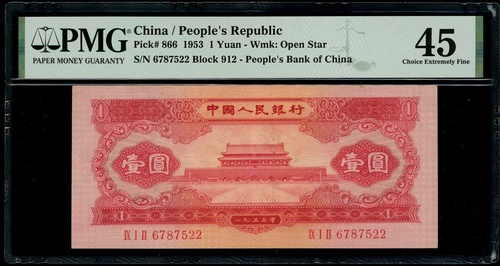 PMG
PAPER MONEY GUARANTY
China / People's Republic
Pick# 866 1953 1 Yuan - Wmk: Open Star
S/N 6787522 Block 912 - People's Bank of China
45
Choice Extremely Fine
1 中國人民銀行 1
壹圓 壹圓
1 一九五三年 1
IX I II 6787522 IX I II 6787522